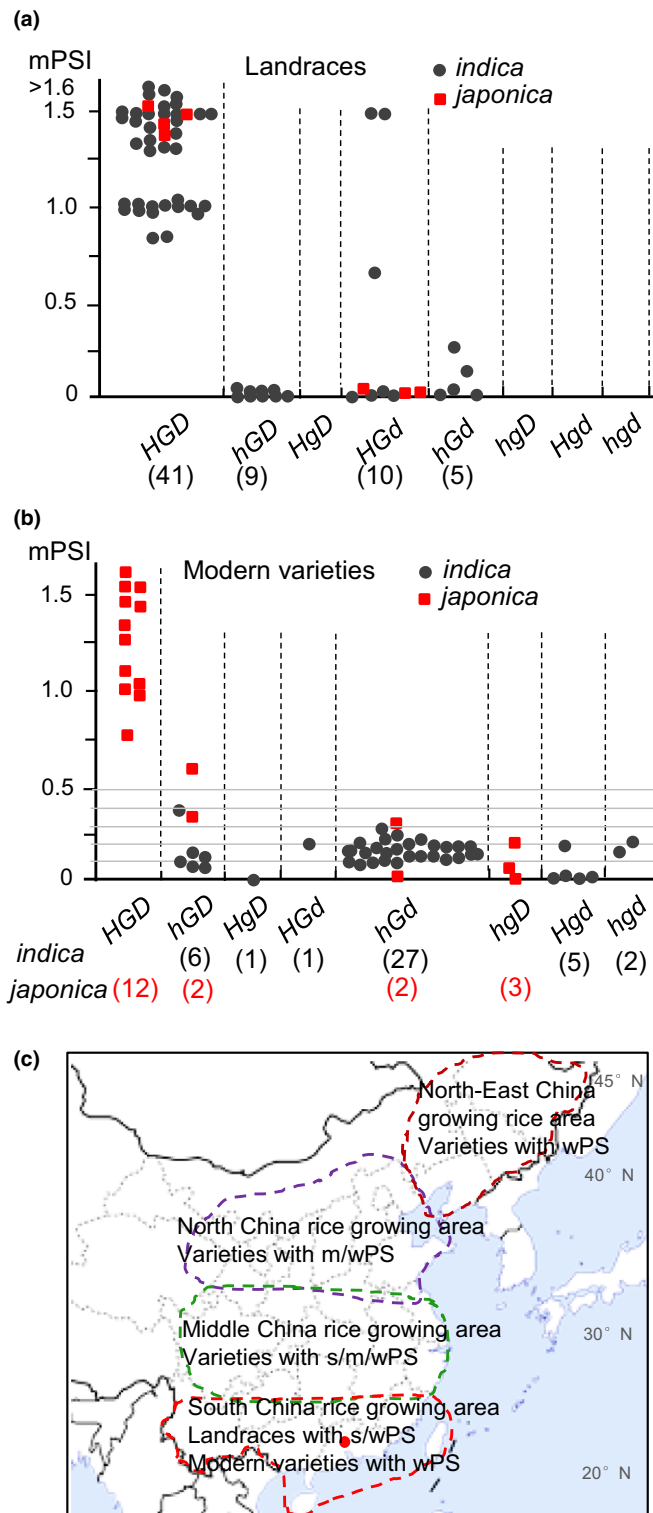 (a)
mPSI
Landraces
indica
japonica
>1.6
1.5
1.0
0.5
0
HGD
hGD
HgD
HGd
hGd
hgD
Hgd
hgd
(41)
(9)
(10)
(5)
(b)
mPSI
Modern varieties
indica
japonica
1.5
1.0
0.5
0
HGD
hGD
HgD
HGd
hGd
hgD
Hgd
hgd
indica (6) (1) (1) (27) (5) (2)
japonica (12) (2) (2) (3)
(c)
45° N
North-East China
growing rice area
Varieties with wPS
40° N
North China rice growing area
Varieties with m/wPS
Middle China rice growing area
Varieties with s/m/wPS
30° N
South China rice growing area
Landraces with s/wPS
Modern varieties with wPS
20° N